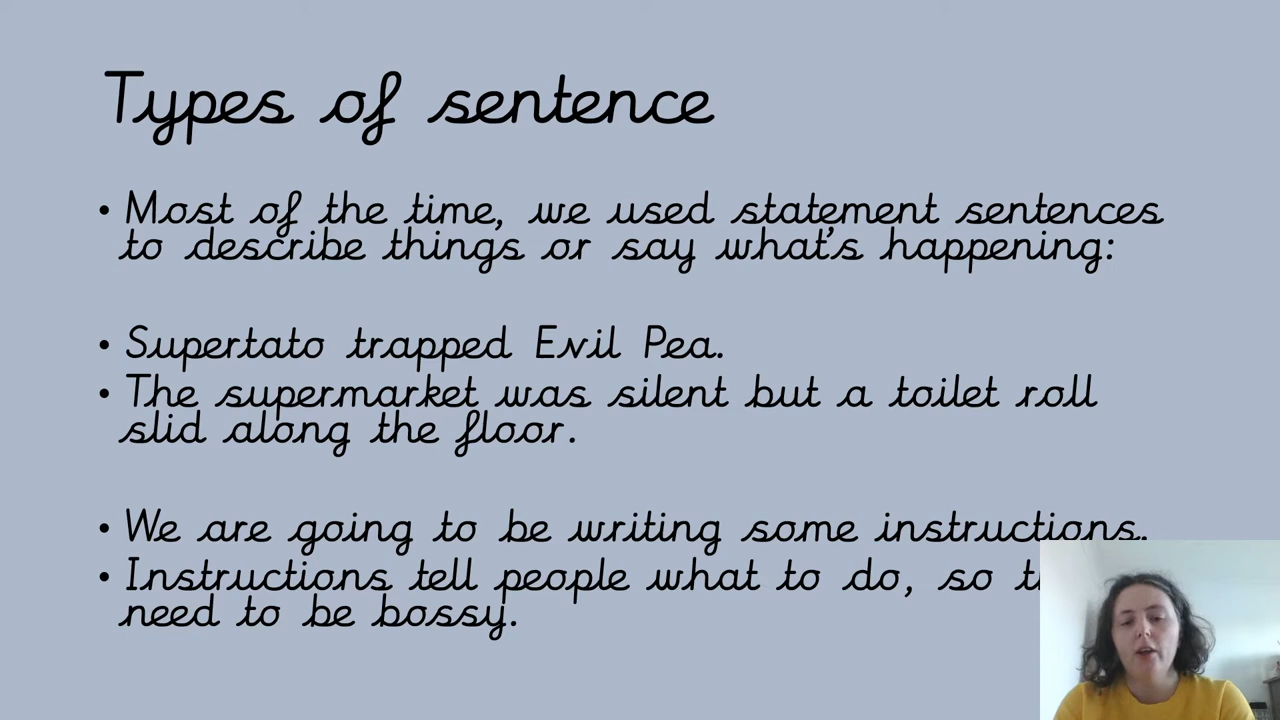 Types of sentence
• Most of the time, we used statement sentences
to describe things or say what's happening:
• Supertato trapped Evil Pea.
• The supermarket was silent but a toilet roll
slid along the floor.
• We are going to be writing some instructions.
• Instructions tell people what to do, so
need to be bossy.